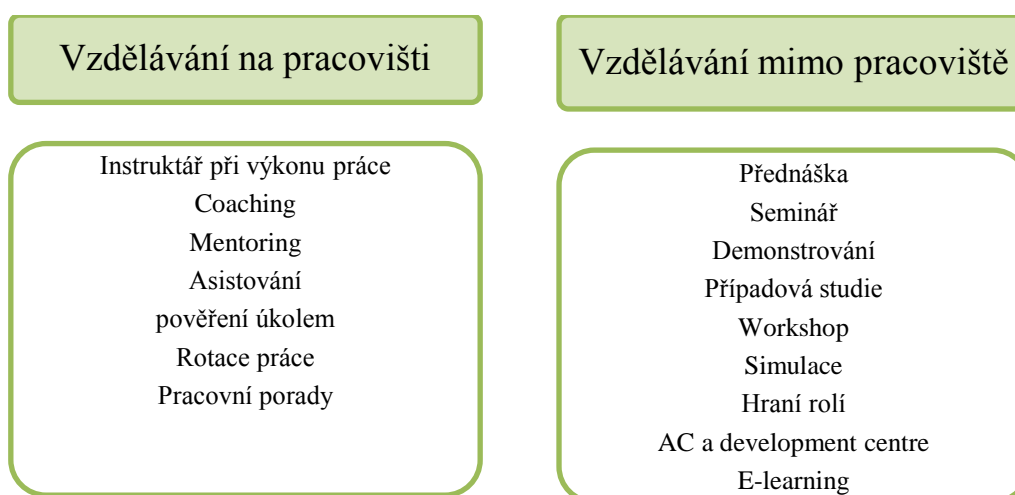 Vzdělávání na pracovišti
Instruktář při výkonu práce
Coaching
Mentoring
Asistování
pověření úkolem
Rotace práce
Pracovní porady
Vzdělávání mimo pracoviště
Přednáška
Seminář
Demonstrování
Případová studie
Workshop
Simulace
Hraní rolí
AC a development centre
E-learning